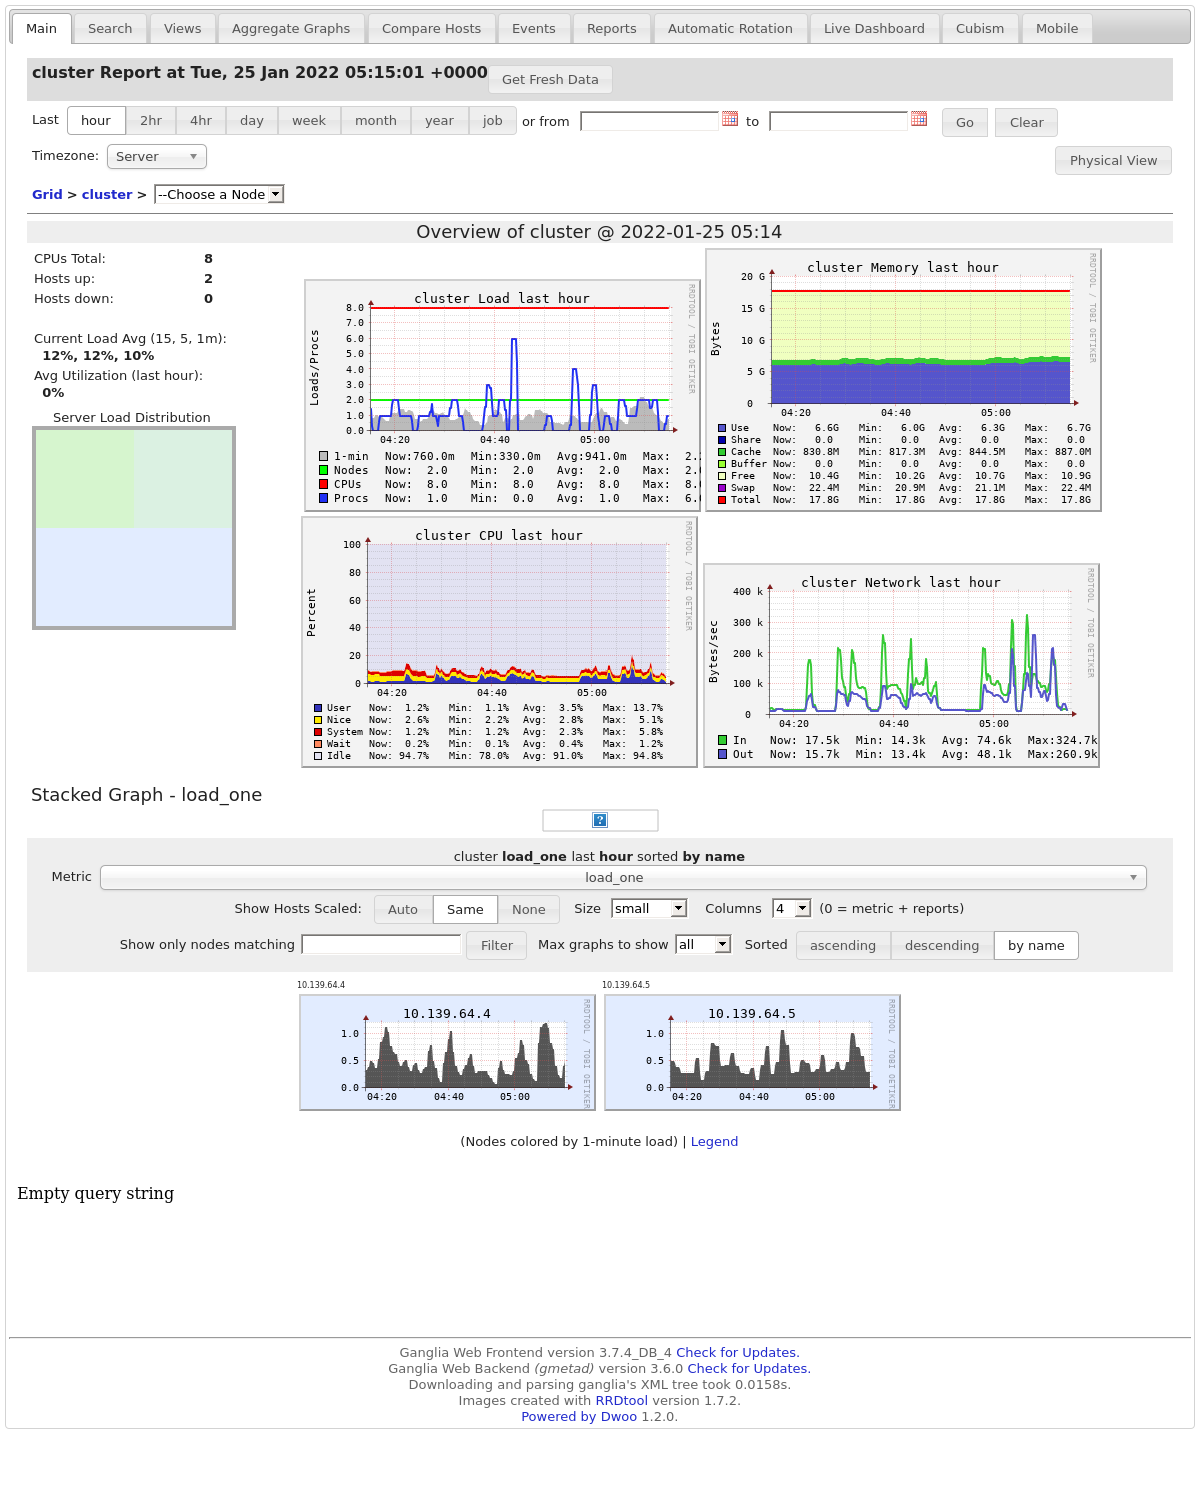 Main Search Views Aggregate Graphs Compare Hosts Events Reports Automatic Rotation Live Dashboard Cubism Mobile
cluster Report at Tue, 25 Jan 2022 05:15:01 +0000 Get Fresh Data
Last hour 2hr 4hr day week month year job or from to Go Clear
Timezone: Server
Physical View
Grid > cluster > --Choose a Node
Overview of cluster @ 2022-01-25 05:14
CPUs Total: 8
Hosts up: 2
Hosts down: 0
Current Load Avg (15, 5, 1m):
12%, 12%, 10%
Avg Utilization (last hour):
0%
Server Load Distribution
cluster Load last hour
RRDTOOL / TOBI OETIKER
Loads/Procs
8.0
7.0
6.0
5.0
4.0
3.0
2.0
1.0
0.0
04:20 04:40 05:00
1-min Now:760.0m Min:330.0m Avg:941.0m Max: 2.
Nodes Now: 2.0 Min: 2.0 Avg: 2.0 Max: 2.
CPUs Now: 8.0 Min: 8.0 Avg: 8.0 Max: 8.
Procs Now: 1.0 Min: 0.0 Avg: 1.0 Max: 6.
cluster Memory last hour
RRDTOOL / TOBI OETIKER
Bytes
20 G
15 G
10 G
5 G
0
04:20 04:40 05:00
Use Now: 6.6G Min: 6.0G Avg: 6.3G Max: 6.7G
Share Now: 0.0 Min: 0.0 Avg: 0.0 Max: 0.0
Cache Now: 830.8M Min: 817.3M Avg: 844.5M Max: 887.0M
Buffer Now: 0.0 Min: 0.0 Avg: 0.0 Max: 0.0
Free Now: 10.4G Min: 10.2G Avg: 10.7G Max: 10.9G
Swap Now: 22.4M Min: 20.9M Avg: 21.1M Max: 22.4M
Total Now: 17.8G Min: 17.8G Avg: 17.8G Max: 17.8G
cluster CPU last hour
RRDTOOL / TOBI OETIKER
Percent
100
80
60
40
20
0
04:20 04:40 05:00
User Now: 1.2% Min: 1.1% Avg: 3.5% Max: 13.7%
Nice Now: 2.6% Min: 2.2% Avg: 2.8% Max: 5.1%
System Now: 1.2% Min: 1.2% Avg: 2.3% Max: 5.8%
Wait Now: 0.2% Min: 0.1% Avg: 0.4% Max: 1.2%
Idle Now: 94.7% Min: 78.0% Avg: 91.0% Max: 94.8%
cluster Network last hour
RRDTOOL / TOBI OETIKER
Bytes/sec
400 k
300 k
200 k
100 k
0
04:20 04:40 05:00
In Now: 17.5k Min: 14.3k Avg: 74.6k Max:324.7k
Out Now: 15.7k Min: 13.4k Avg: 48.1k Max:260.9k
Stacked Graph - load_one
?
cluster load_one last hour sorted by name
Metric load_one
Show Hosts Scaled: Auto Same None Size small Columns 4 (0 = metric + reports)
Show only nodes matching Filter Max graphs to show all Sorted ascending descending by name
10.139.64.4
10.139.64.4
RRDTOOL / TOBI OETIKER
1.0
0.5
0.0
04:20 04:40 05:00
10.139.64.5
10.139.64.5
RRDTOOL / TOBI OETIKER
1.0
0.5
0.0
04:20 04:40 05:00
(Nodes colored by 1-minute load) | Legend
Empty query string
Ganglia Web Frontend version 3.7.4_DB_4 Check for Updates.
Ganglia Web Backend (gmetad) version 3.6.0 Check for Updates.
Downloading and parsing ganglia's XML tree took 0.0158s.
Images created with RRDtool version 1.7.2.
Powered by Dwoo 1.2.0.